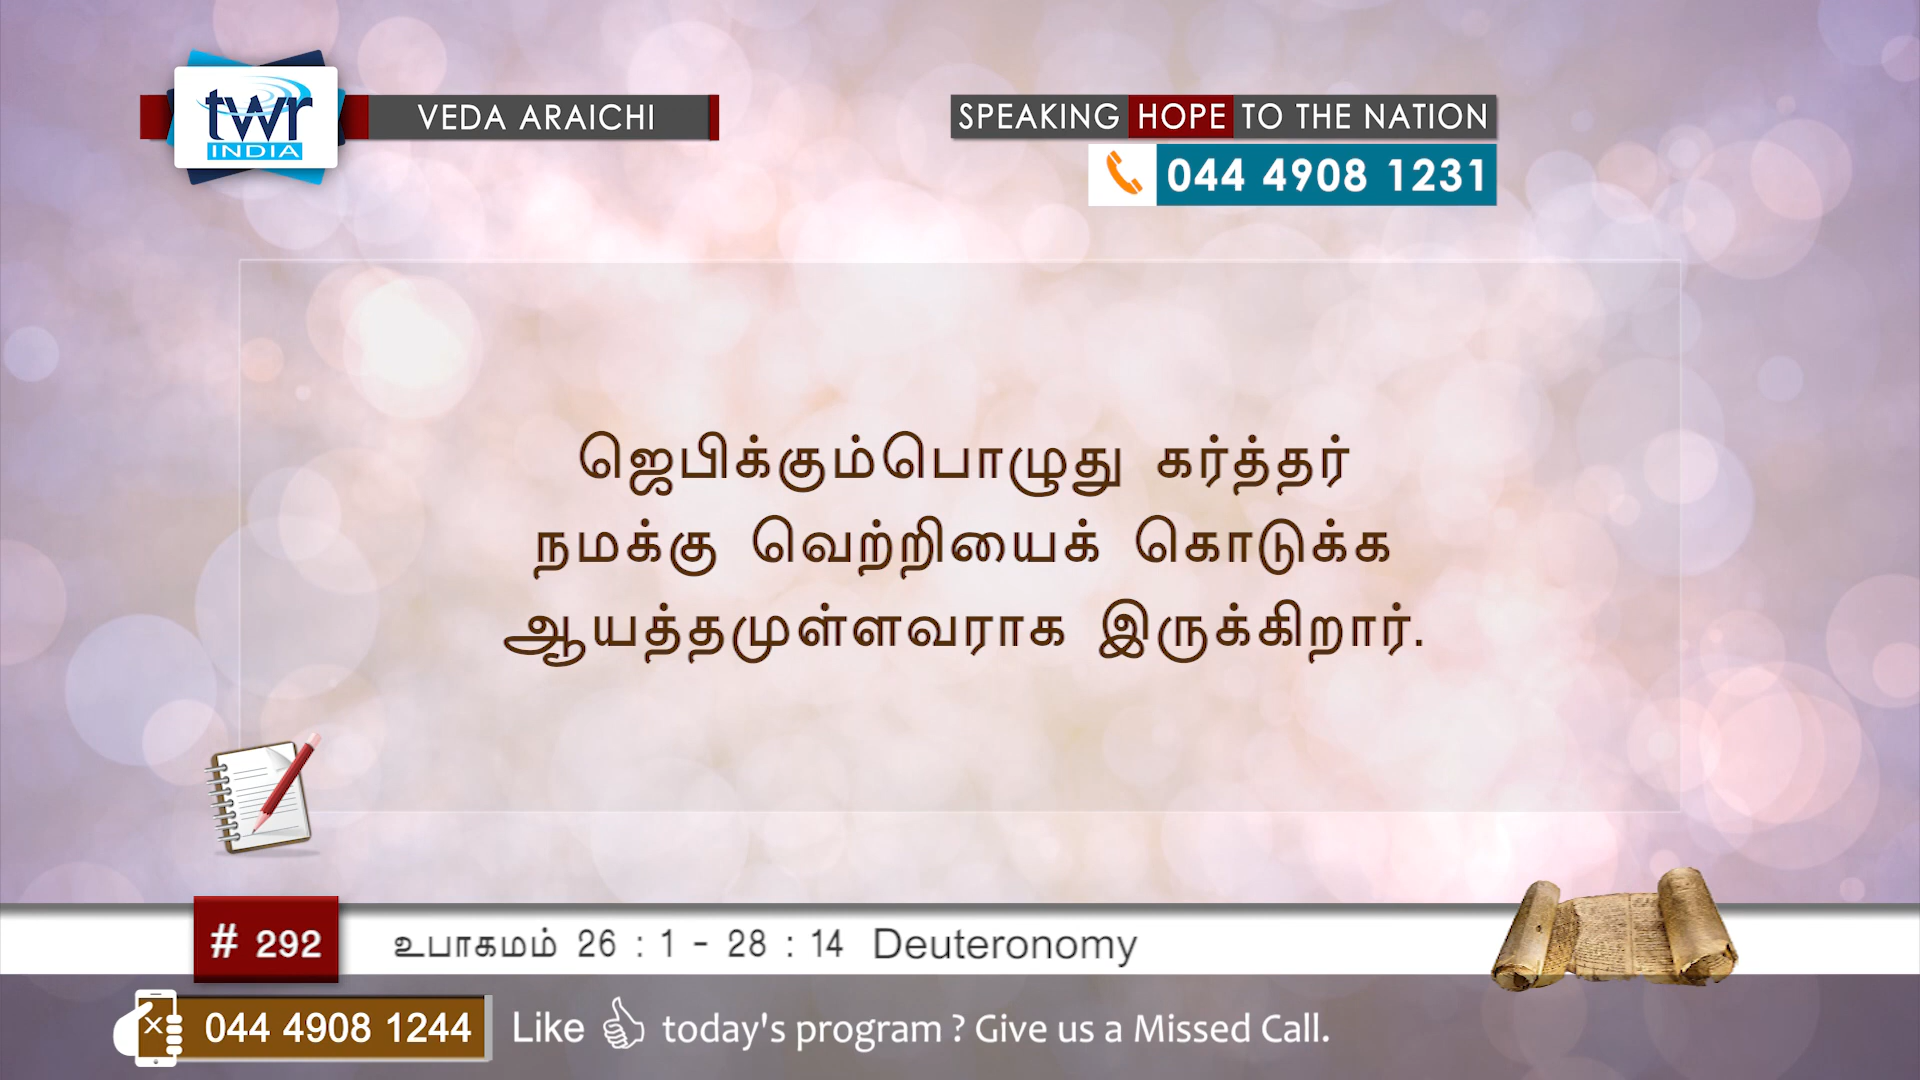 twr
INDIA
VEDA ARAICHI
SPEAKING HOPE TO THE NATION
044 4908 1231
ஜெபிக்கும்பொழுது கர்த்தர்
நமக்கு வெற்றியைக் கொடுக்க
ஆயத்தமுள்ளவராக இருக்கிறார்.
# 292
உபாகமம் 26 : 1 - 28 : 14 Deuteronomy
044 4908 1244
Like today's program ? Give us a Missed Call.